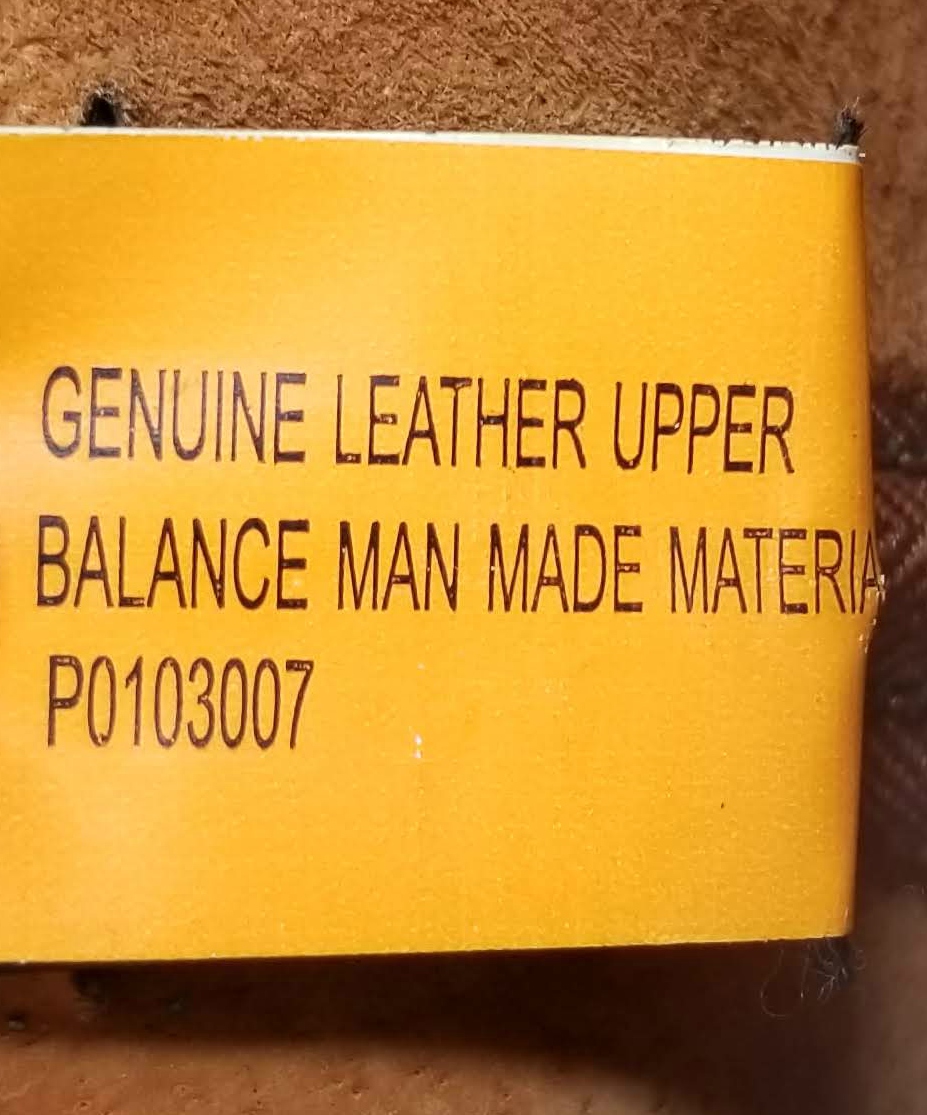 GENUINE LEATHER UPPER
BALANCE MAN MADE MATERIA
P0103007